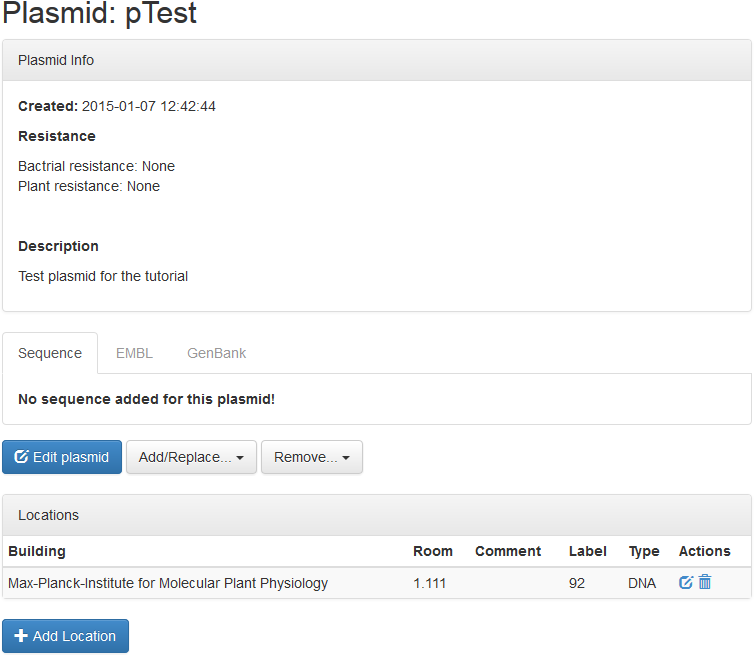 Plasmid: pTest
Plasmid Info
Created: 2015-01-07 12:42:44
Resistance
Bactrial resistance: None
Plant resistance: None
Description
Test plasmid for the tutorial
Sequence EMBL GenBank
No sequence added for this plasmid!
Edit plasmid Add/Replace... Remove...
Locations
Building Room Comment Label Type Actions
Max-Planck-Institute for Molecular Plant Physiology 1.111 92 DNA
Add Location